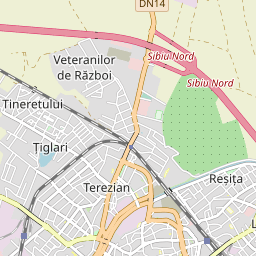 DN14
Sibiu Nord
Veteranilor
de Război
Sibiu Nord
Tineretului
Țiglari
Reșița
Terezian
L